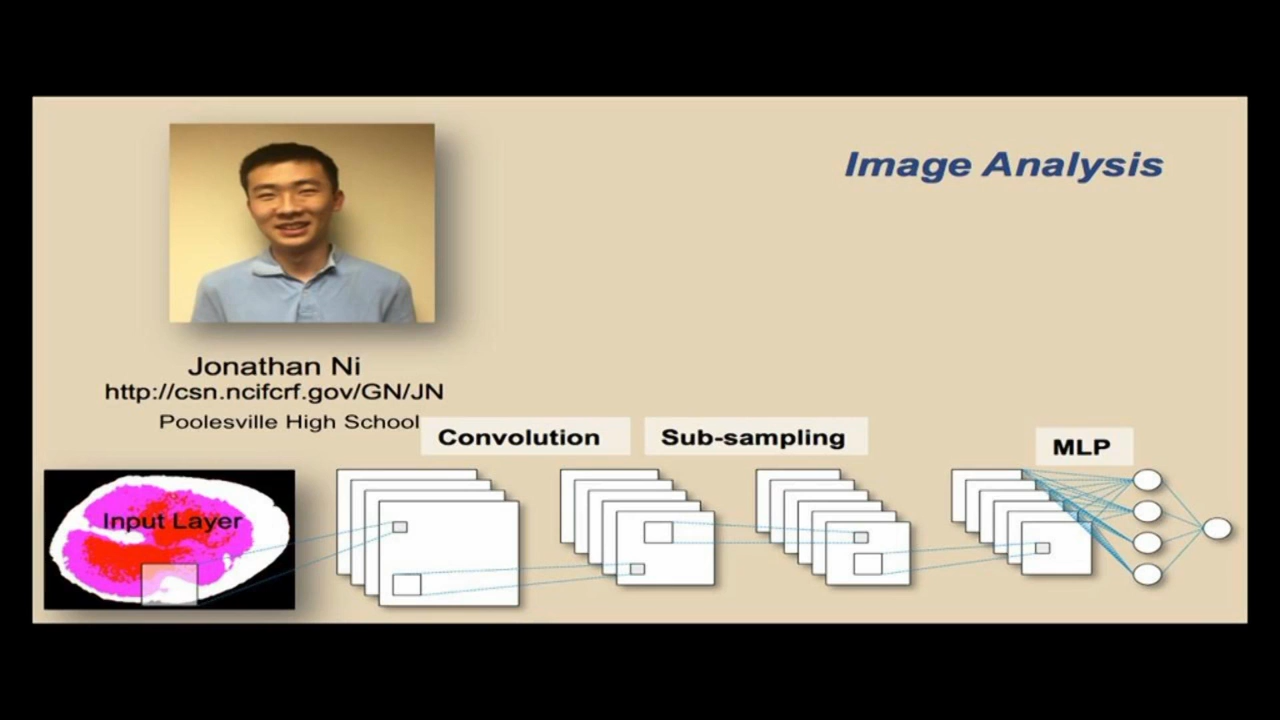 Image Analysis
Jonathan Ni
http://csn.ncifcrf.gov/GN/JN
Poolesville High School
Convolution
Sub-sampling
MLP
Input Layer